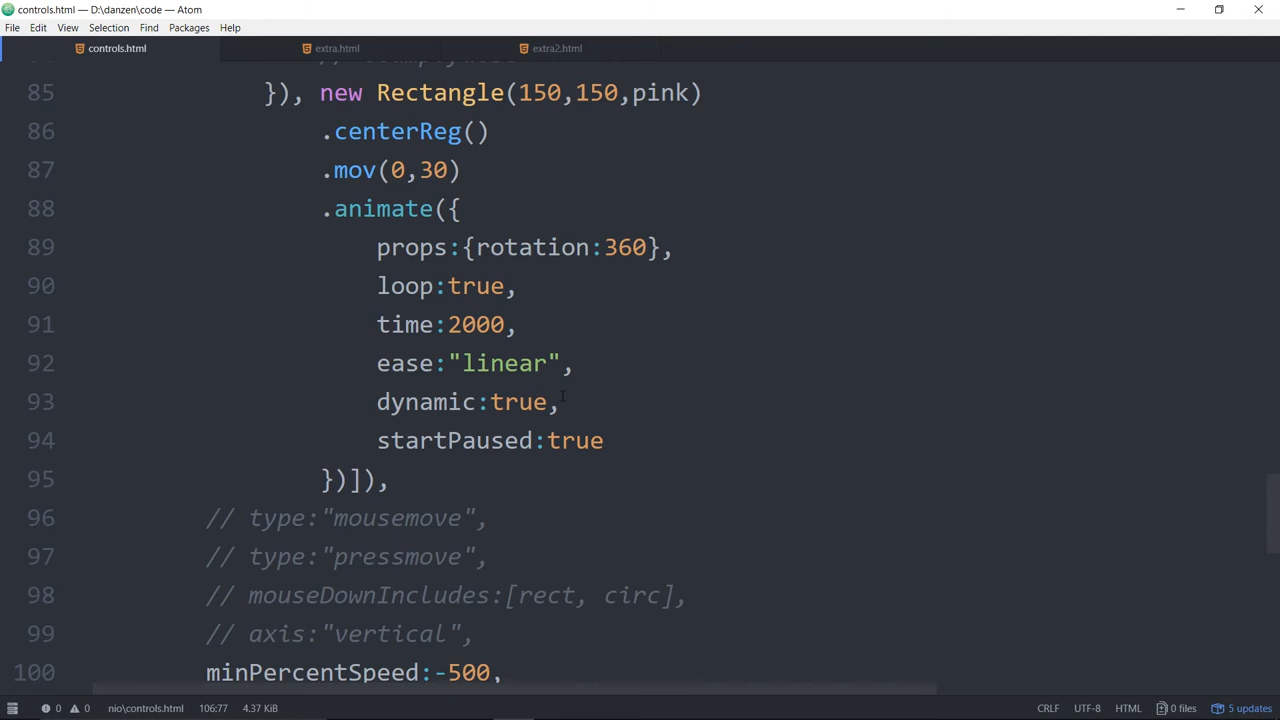 controls.html — D:\danzen\code — Atom
File Edit View Selection Find Packages Help
controls.html extra.html extra2.html
85 }), new Rectangle(150,150,pink)
86 .centerReg()
87 .mov(0,30)
88 .animate({
89 props:{rotation:360},
90 loop:true,
91 time:2000,
92 ease:"linear",
93 dynamic:true,
94 startPaused:true
95 })]),
96 // type:"mousemove",
97 // type:"pressmove",
98 // mouseDownIncludes:[rect, circ],
99 // axis:"vertical",
100 minPercentSpeed:-500,
0 0 nio\controls.html 106:77 4.37 KiB CRLF UTF-8 HTML 0 files 5 updates